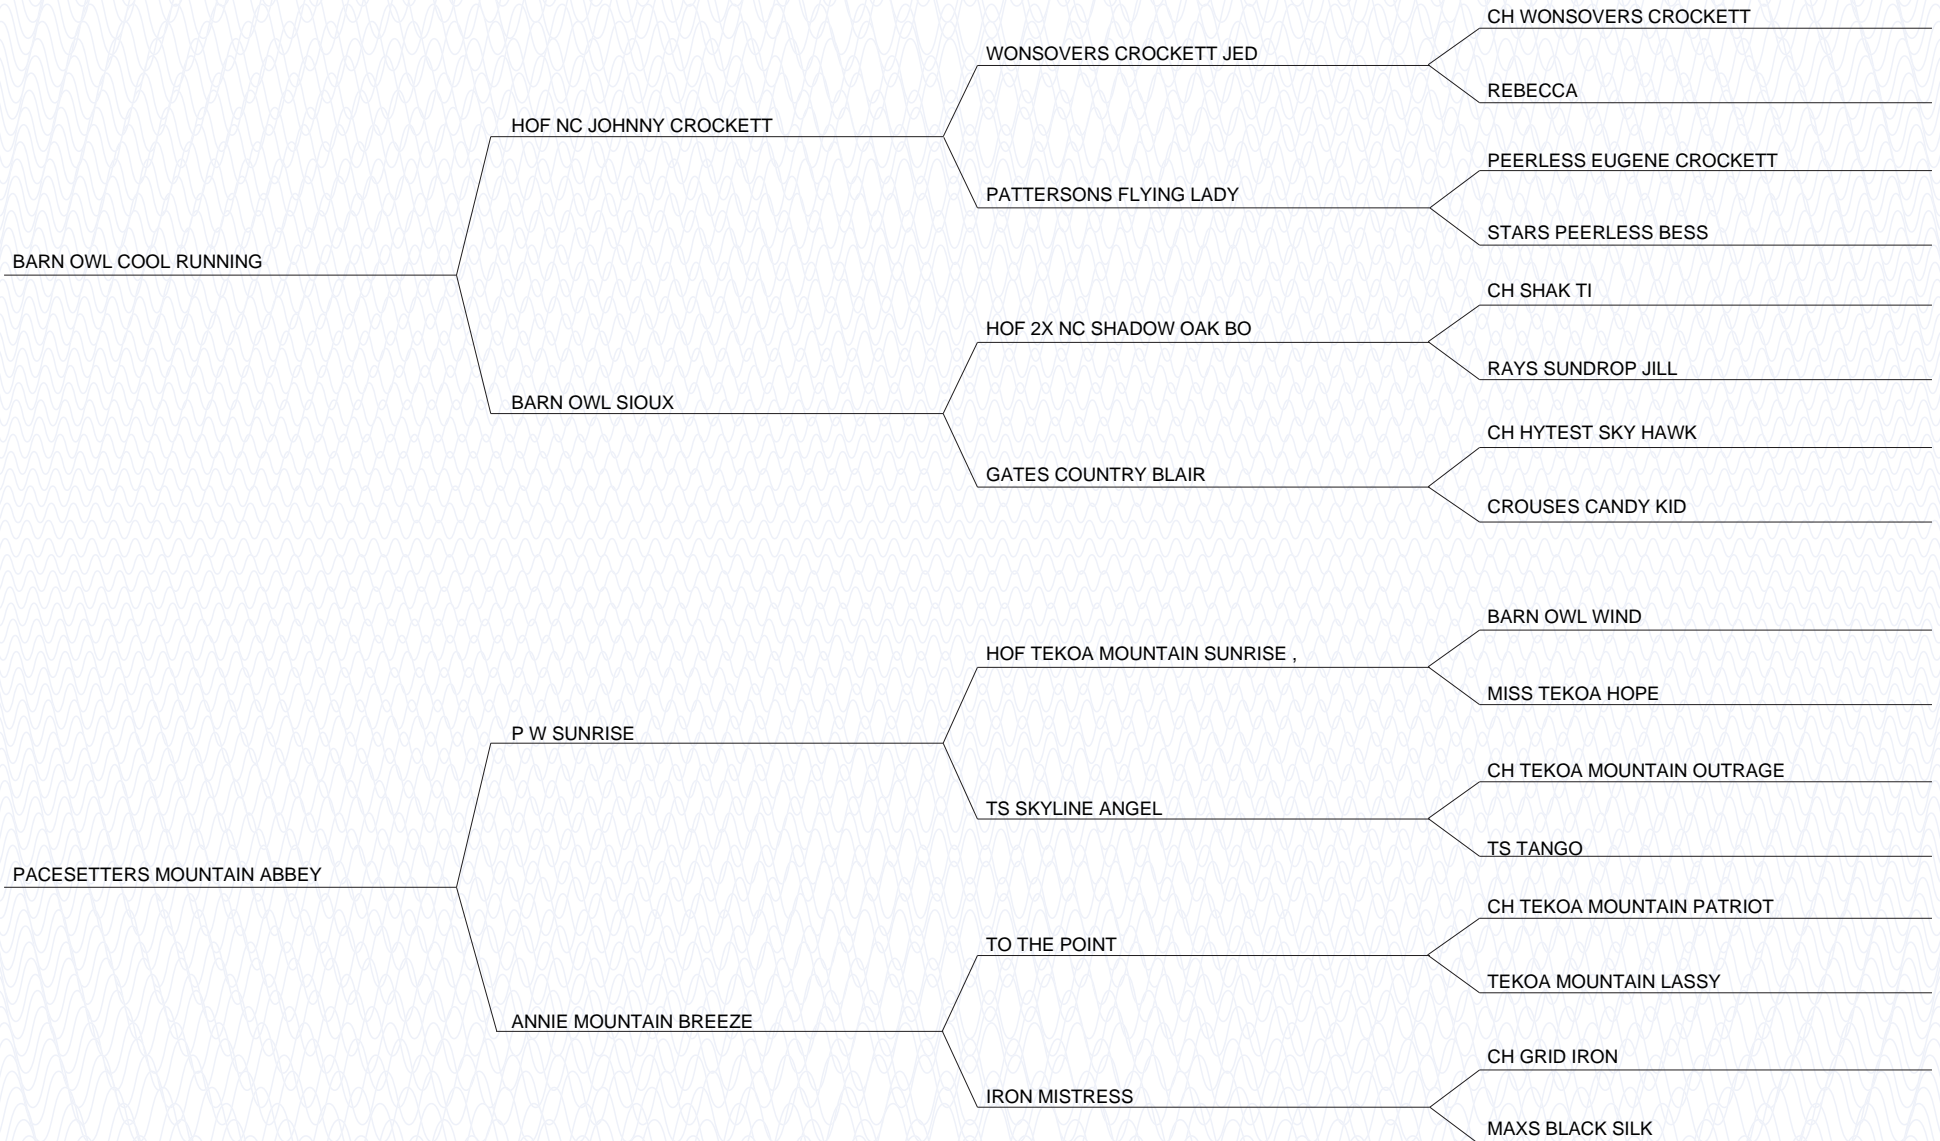 CH WONSOVERS CROCKETT
WONSOVERS CROCKETT JED
REBECCA
HOF NC JOHNNY CROCKETT
PEERLESS EUGENE CROCKETT
PATTERSONS FLYING LADY
STARS PEERLESS BESS
BARN OWL COOL RUNNING
CH SHAK TI
HOF 2X NC SHADOW OAK BO
RAYS SUNDROP JILL
BARN OWL SIOUX
CH HYTEST SKY HAWK
GATES COUNTRY BLAIR
CROUSES CANDY KID
BARN OWL WIND
HOF TEKOA MOUNTAIN SUNRISE ,
MISS TEKOA HOPE
P W SUNRISE
CH TEKOA MOUNTAIN OUTRAGE
TS SKYLINE ANGEL
TS TANGO
PACESETTERS MOUNTAIN ABBEY
CH TEKOA MOUNTAIN PATRIOT
TO THE POINT
TEKOA MOUNTAIN LASSY
ANNIE MOUNTAIN BREEZE
CH GRID IRON
IRON MISTRESS
MAXS BLACK SILK